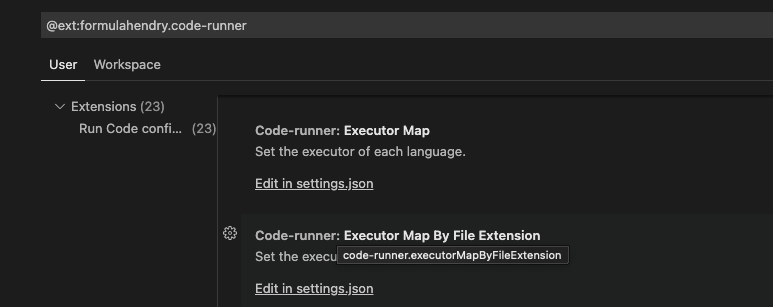 @ext:formulahendry.code-runner
User Workspace
Extensions (23)
Run Code confi... (23)
Code-runner: Executor Map
Set the executor of each language.
Edit in settings.json
Code-runner: Executor Map By File Extension
Set the execu
code-runner.executorMapByFileExtension
Edit in settings.json